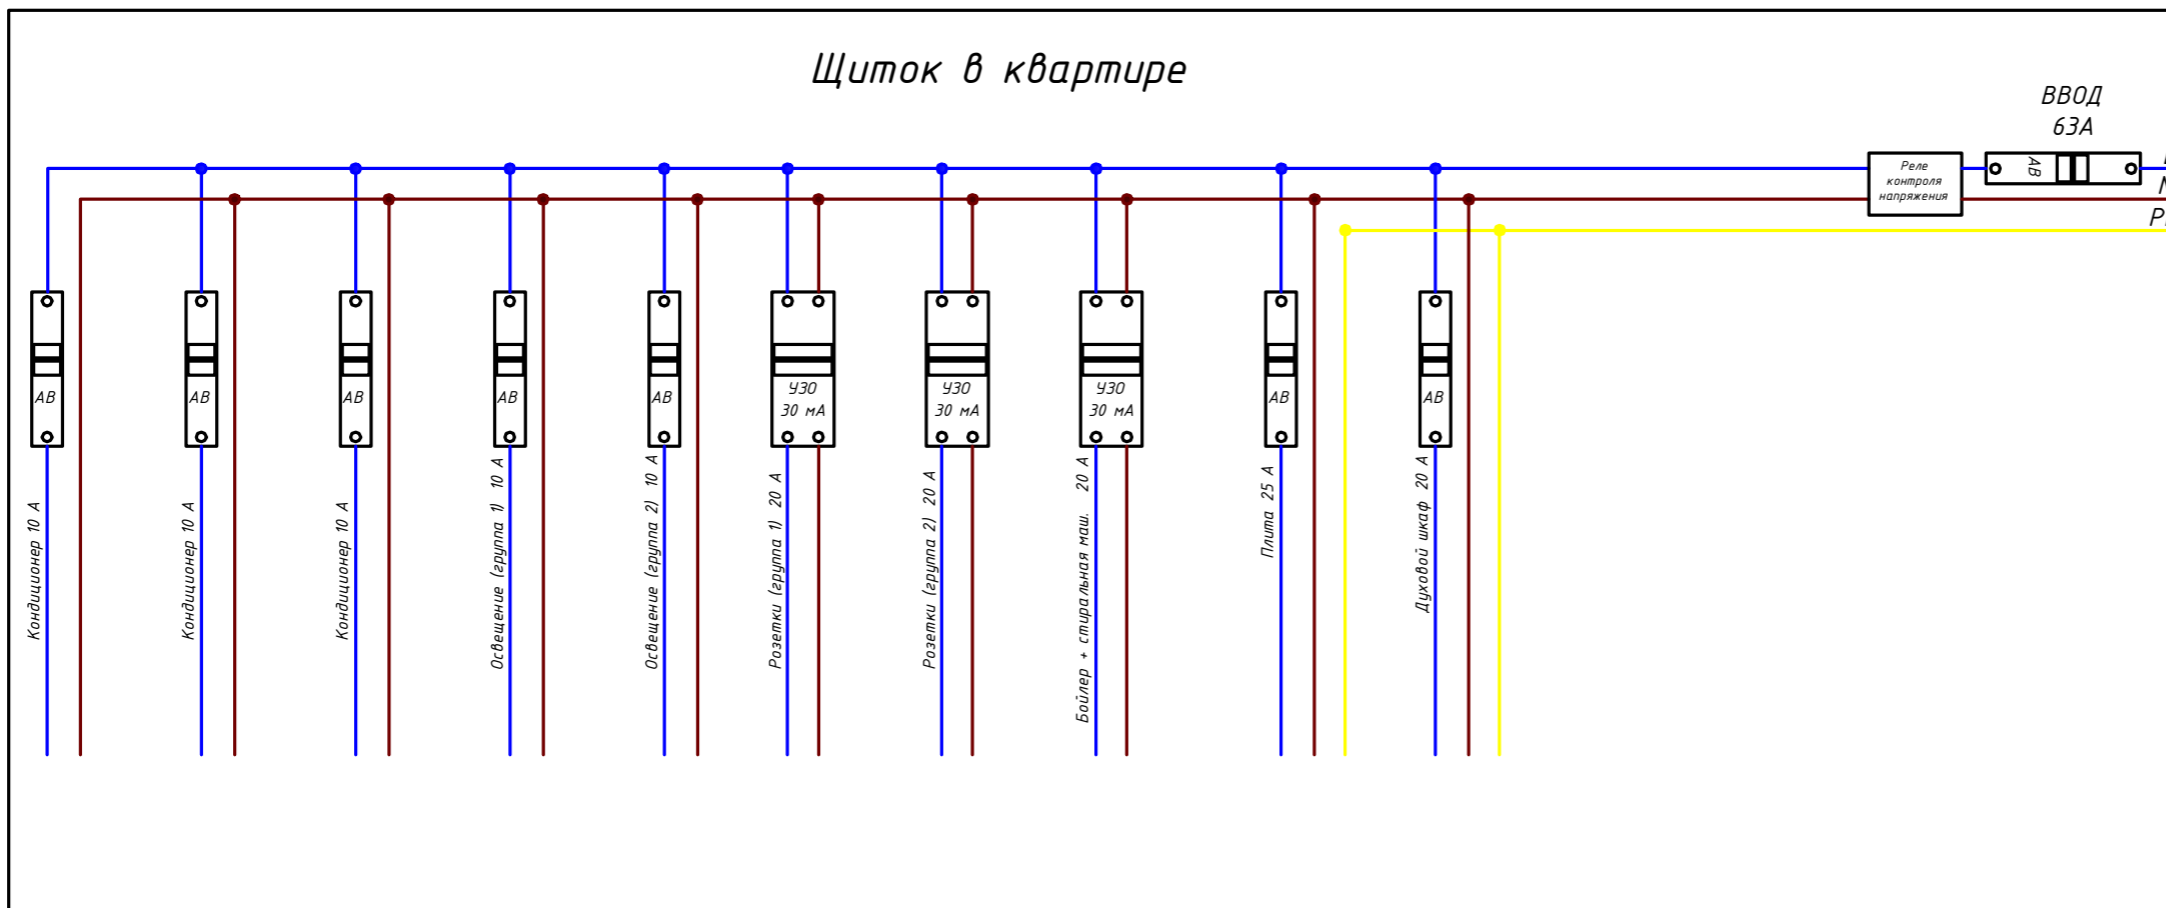 Щиток в квартире
ВВОД
63А
АВ
Реле
контроля
напряжения
АВ
АВ
АВ
АВ
АВ
УЗО
30 мА
УЗО
30 мА
УЗО
30 мА
АВ
АВ
Кондиционер 10 А
Кондиционер 10 А
Кондиционер 10 А
Освещение (группа 1) 10 А
Освещение (группа 2) 10 А
Розетки (группа 1) 20 А
Розетки (группа 2) 20 А
Бойлер + стиральная маш. 20 А
Плита 25 А
Духовой шкаф 20 А